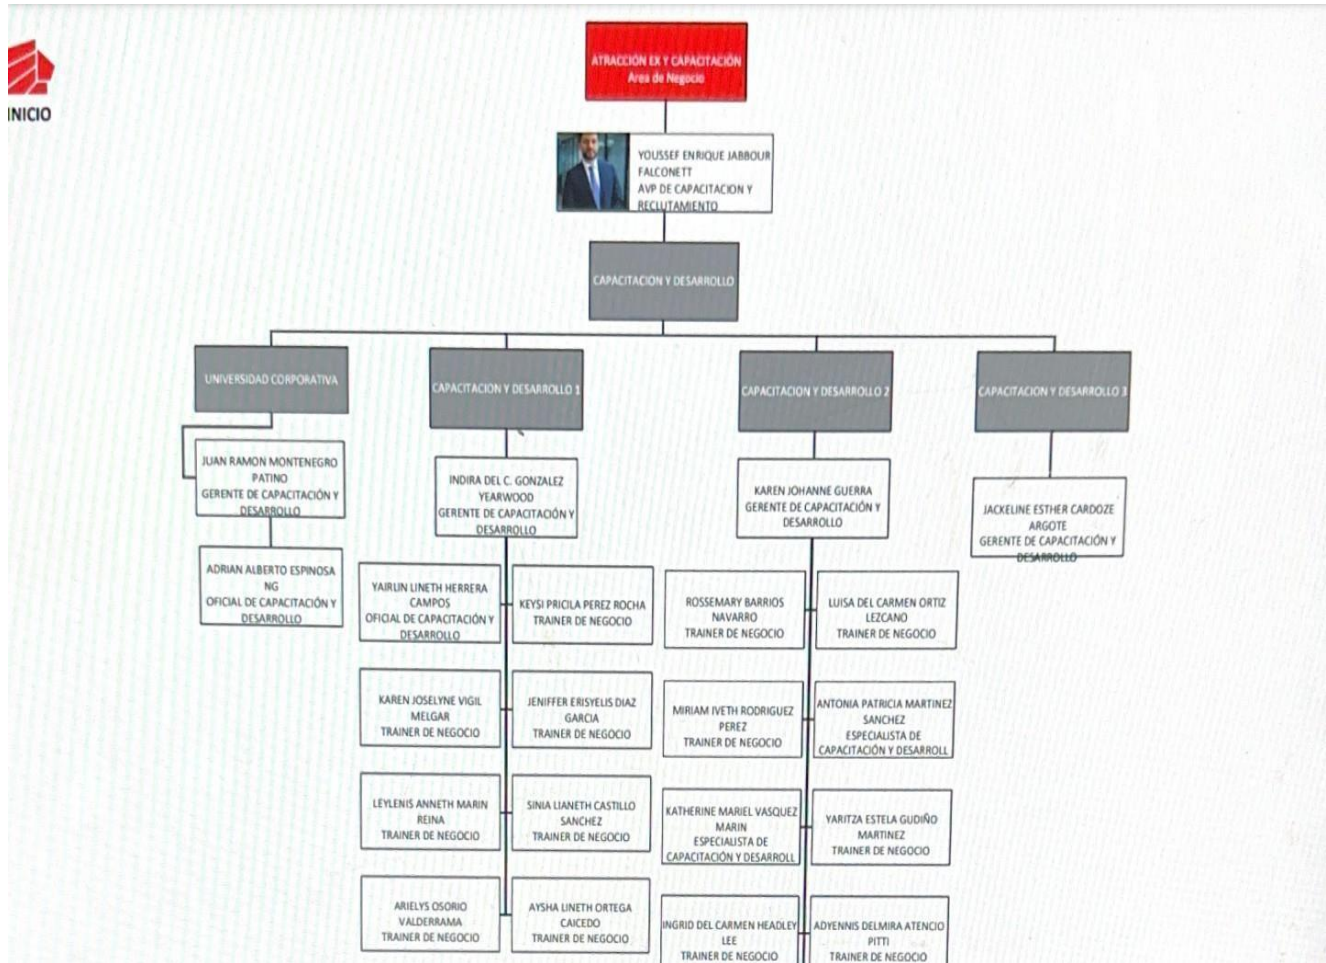 INICIO
ATRACCIÓN EX Y CAPACITACIÓN
Area de Negocio
YOUSSEF ENRIQUE JABBOUR
FALCONETT
AVP DE CAPACITACION Y
RECLUTAMIENTO
CAPACITACION Y DESARROLLO
UNIVERSIDAD CORPORATIVA
JUAN RAMON MONTENEGRO
PATINO
GERENTE DE CAPACITACIÓN Y
DESARROLLO
ADRIAN ALBERTO ESPINOSA
NG
OFICIAL DE CAPACITACIÓN Y
DESARROLLO
CAPACITACION Y DESARROLLO 1
INDIRA DEL C. GONZALEZ
YEARWOOD
GERENTE DE CAPACITACIÓN Y
DESARROLLO
YAIRLIN LINETH HERRERA
CAMPOS
OFICIAL DE CAPACITACIÓN Y
DESARROLLO
KEYSI PRICILA PEREZ ROCHA
TRAINER DE NEGOCIO
KAREN JOSELYNE VIGIL
MELGAR
TRAINER DE NEGOCIO
JENIFFER ERISYELIS DIAZ
GARCIA
TRAINER DE NEGOCIO
LEYLENIS ANNETH MARIN
REINA
TRAINER DE NEGOCIO
SINIA LIANETH CASTILLO
SANCHEZ
TRAINER DE NEGOCIO
ARIELYS OSORIO
VALDERRAMA
TRAINER DE NEGOCIO
AYSHA LINETH ORTEGA
CAICEDO
TRAINER DE NEGOCIO
CAPACITACION Y DESARROLLO 2
KAREN JOHANNE GUERRA
GERENTE DE CAPACITACIÓN Y
DESARROLLO
ROSSEMARY BARRIOS
NAVARRO
TRAINER DE NEGOCIO
LUISA DEL CARMEN ORTIZ
LEZCANO
TRAINER DE NEGOCIO
MIRIAM IVETH RODRIGUEZ
PEREZ
TRAINER DE NEGOCIO
ANTONIA PATRICIA MARTINEZ
SANCHEZ
ESPECIALISTA DE
CAPACITACIÓN Y DESARROLL
KATHERINE MARIEL VASQUEZ
MARIN
ESPECIALISTA DE
CAPACITACIÓN Y DESARROLL
YARITZA ESTELA GUDIÑO
MARTINEZ
TRAINER DE NEGOCIO
INGRID DEL CARMEN HEADLEY
LEE
TRAINER DE NEGOCIO
ADYENNIS DELMIRA ATENCIO
PITTI
TRAINER DE NEGOCIO
CAPACITACION Y DESARROLLO 3
JACKELINE ESTHER CARDOZE
ARGOTE
GERENTE DE CAPACITACIÓN Y
DESARROLLO